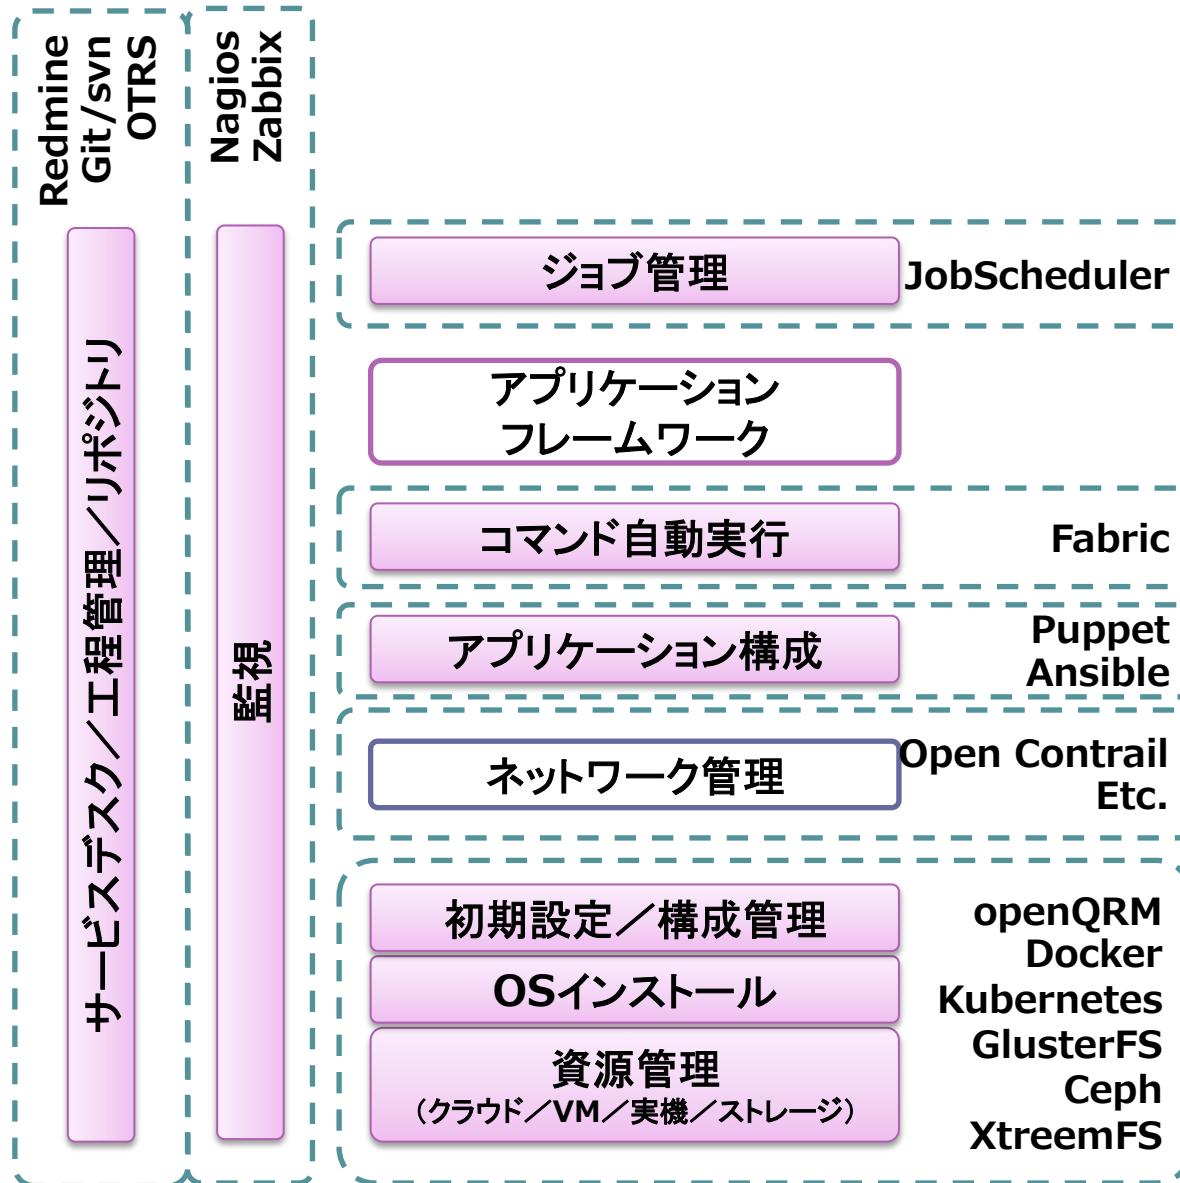 Redmine
Git/svn
OTRS
サービスデスク／工程管理／リポジトリ
Nagios
Zabbix
監視
ジョブ管理
JobScheduler
アプリケーション
フレームワーク
コマンド自動実行
Fabric
アプリケーション構成
Puppet
Ansible
ネットワーク管理
Open Contrail
Etc.
初期設定／構成管理
OSインストール
資源管理
（クラウド／VM／実機／ストレージ）
openQRM
Docker
Kubernetes
GlusterFS
Ceph
XtreemFS